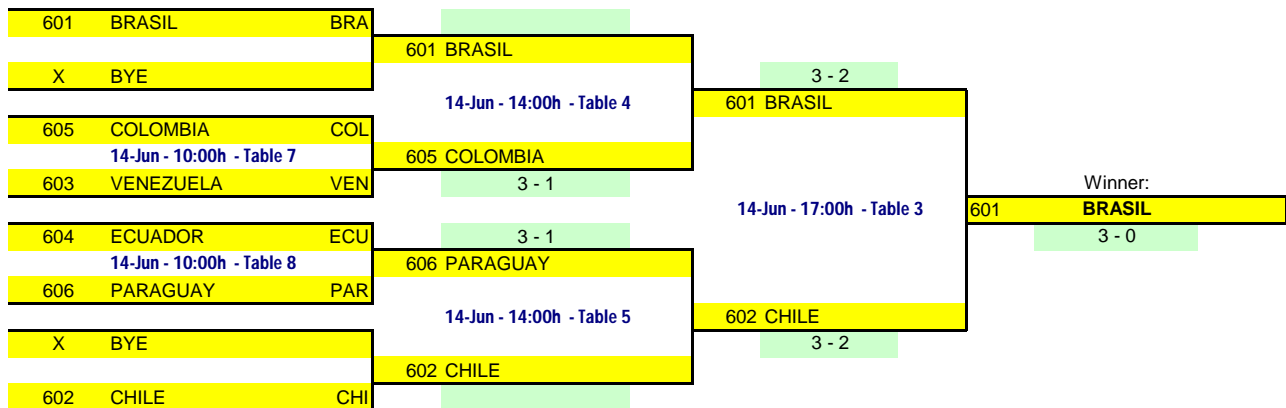 601 BRASIL BRA
X BYE
605 COLOMBIA COL
14-Jun - 10:00h - Table 7
603 VENEZUELA VEN
604 ECUADOR ECU
14-Jun - 10:00h - Table 8
606 PARAGUAY PAR
X BYE
602 CHILE CHI
601 BRASIL
14-Jun - 14:00h - Table 4
605 COLOMBIA
3 - 1
3 - 1
606 PARAGUAY
14-Jun - 14:00h - Table 5
602 CHILE
3 - 2
601 BRASIL
14-Jun - 17:00h - Table 3
602 CHILE
3 - 2
Winner:
601 BRASIL
3 - 0